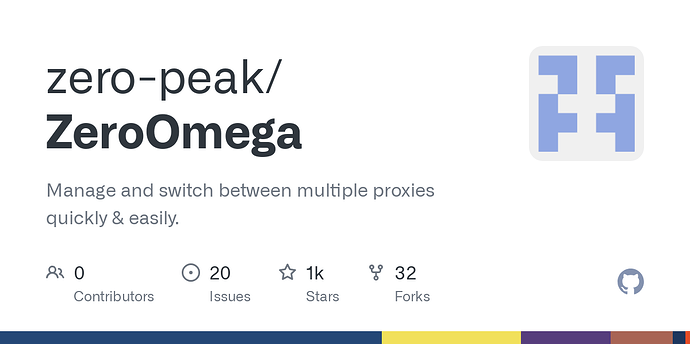 zero-peak/
ZeroOmega
Manage and switch between multiple proxies
quickly & easily.
0 20 1k 32
Contributors Issues Stars Forks